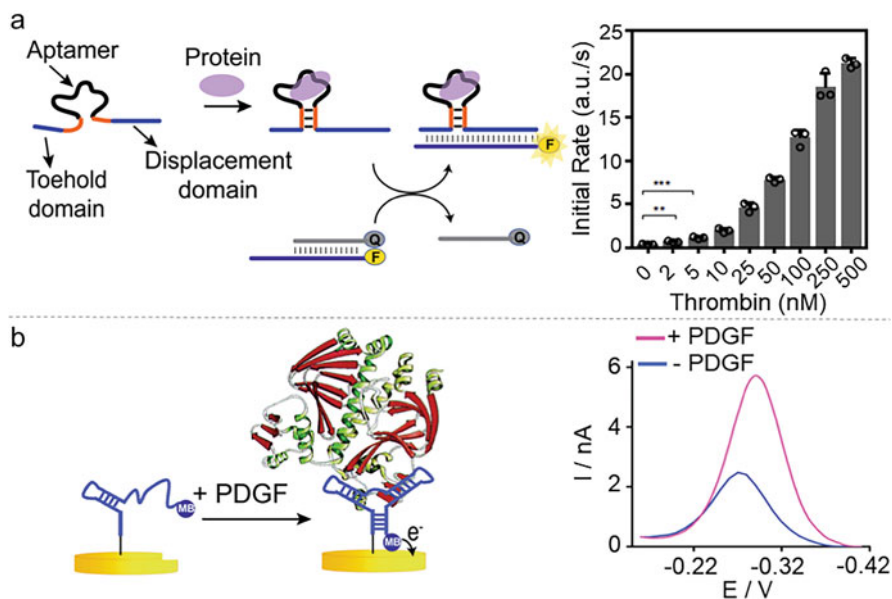 a
Aptamer
Protein
Toehold
domain
Displacement
domain
F
Q
F
Q
Initial Rate (a.u./s)
25
20
15
10
5
0
***
**
0 2 5 10 25 50 100 250 500
Thrombin (nM)
b
MB
+ PDGF
MB
e-
+ PDGF
- PDGF
I / nA
6
4
2
0
-0.22 -0.32 -0.42
E / V